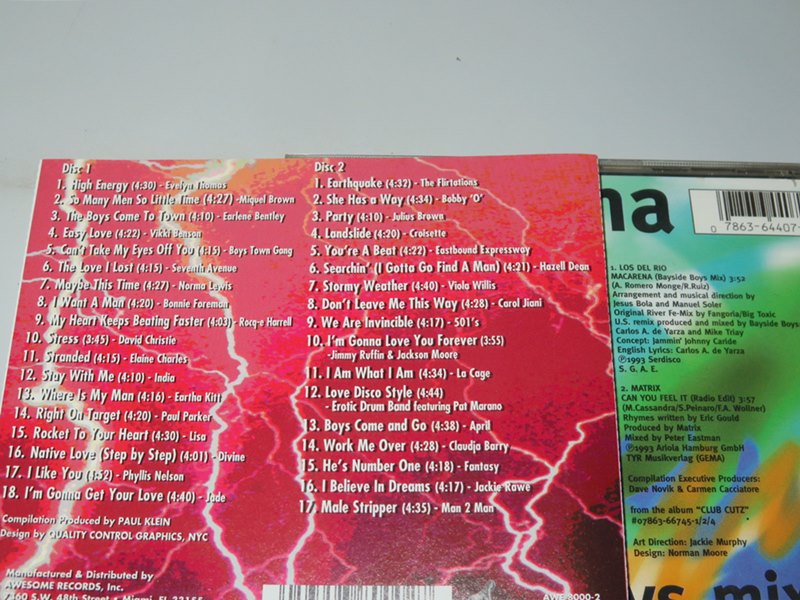 Disc 1
1. High Energy (4:30) - Evelyn Thomas
2. So Many Men So Little Time (4:27) -Miquel Brown
3. The Boys Come To Town (4:10) - Earlene Bentley
4. Easy Love (4:22) - Vikki Benson
5. Can't Take My Eyes Off You (4:15) - Boys Town Gang
6. The Love I Lost (4:15) - Seventh Avenue
7. Maybe This Time (4:27) - Norma Lewis
8. I Want A Man (4:20) - Bonnie Foreman
9. My Heart Keeps Beating Faster (4:03) - Rocq-e Harrell
10. Stress (3:45) - David Christie
11. Stranded (4:15) - Elaine Charles
12. Stay With Me (4:10) - India
13. Where Is My Man (4:16) - Eartha Kitt
14. Right On Target (4:20) - Paul Parker
15. Rocket To Your Heart (4:30) - Lisa
16. Native Love (Step by Step) (4:01) - Divine
17. I Like You (4:52) - Phyllis Nelson
18. I'm Gonna Get Your Love (4:40) - Jade
Compilation Produced by PAUL KLEIN
Design by QUALITY CONTROL GRAPHICS, NYC
Manufactured & Distributed by
AWESOME RECORDS, Inc.
7260 S.W. 48th Street • Miami, FL 33155
Disc 2
1. Earthquake (4:32) - The Flirtations
2. She Has a Way (4:34) - Bobby 'O'
3. Party (4:10) - Julius Brown
4. Landslide (4:20) - Croisette
5. You're A Beat (4:22) - Eastbound Expressway
6. Searchin' (I Gotta Go Find A Man) (4:21) - Hazell Dean
7. Stormy Weather (4:40) - Viola Willis
8. Don't Leave Me This Way (4:28) - Carol Jiani
9. We Are Invincible (4:17) - 501's
10. I'm Gonna Love You Forever (3:55)
-Jimmy Ruffin & Jackson Moore
11. I Am What I Am (4:34) - La Cage
12. Love Disco Style (4:44)
- Erotic Drum Band featuring Pat Marano
13. Boys Come and Go (4:38) - April
14. Work Me Over (4:28) - Claudja Barry
15. He's Number One (4:18) - Fantasy
16. I Believe In Dreams (4:17) - Jackie Rawe
17. Male Stripper (4:35) - Man 2 Man
AWE 8000-2
na
0 7863-64407-
1. LOS DEL RIO
MACARENA (Bayside Boys Mix) 3:52
(A. Romero Monge/R.Ruiz)
Arrangement and musical direction by
Jesus Bola and Manuel Soler
Original River Fe-Mix by Fangoria/Big Toxic
U.S. remix produced and mixed by Bayside Boys
Carlos A. de Yarza and Mike Triay
Concept: Jammin' Johnny Caride
English Lyrics: Carlos A. de Yarza
℗1993 Serdisco
S. G. A. E.
2. MATRIX
CAN YOU FEEL IT (Radio Edit) 3:57
(M.Cassandra/S.Pelnaro/F.A. Wollner)
Rhymes written by Eric Gould
Produced by Matrix
Mixed by Peter Eastman
℗1993 Ariola Hamburg GmbH
TYR Musikverlag (GEMA)
Compilation Executive Producers:
Dave Novik & Carmen Cacciatore
from the album "CLUB CUTZ"
#07863-66745-1/2/4
Art Direction: Jackie Murphy
Design: Norman Moore
ys mix